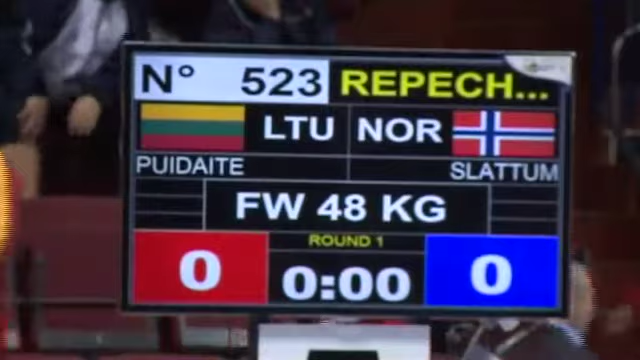 N° 523 REPECH...
LTU NOR
PUIDAITE SLATTUM
FW 48 KG
ROUND 1
0 0:00 0